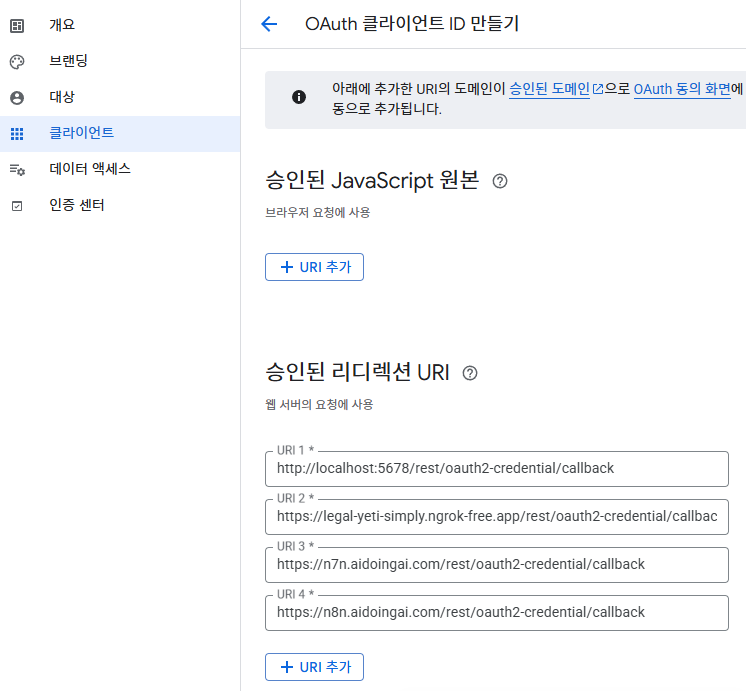 개요
브랜딩
대상
클라이언트
데이터 액세스
인증 센터
OAuth 클라이언트 ID 만들기
아래에 추가한 URI의 도메인이 승인된 도메인으로 OAuth 동의 화면에
동으로 추가됩니다.
승인된 JavaScript 원본
브라우저 요청에 사용
URI 추가
승인된 리디렉션 URI
웹 서버의 요청에 사용
URI 1 *
http://localhost:5678/rest/oauth2-credential/callback
URI 2 *
https://legal-yeti-simply.ngrok-free.app/rest/oauth2-credential/callbac
URI 3 *
https://n7n.aidoingai.com/rest/oauth2-credential/callback
URI 4 *
https://n8n.aidoingai.com/rest/oauth2-credential/callback
URI 추가